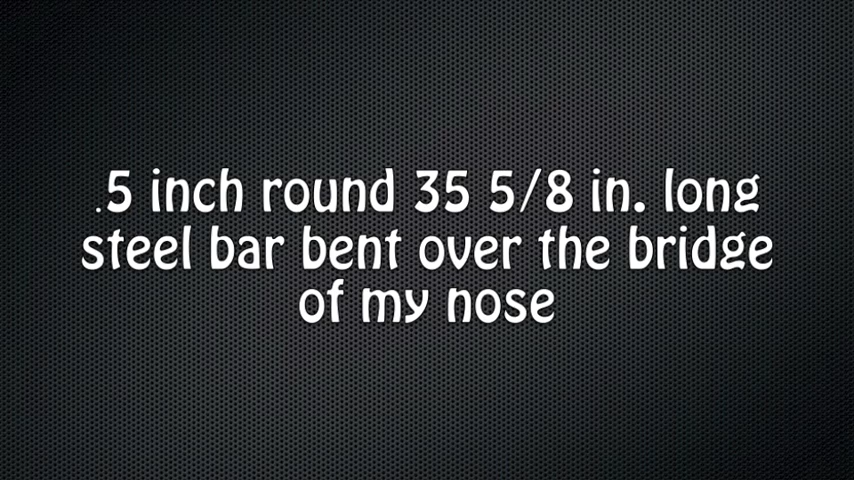 .5 inch round 35 5/8 in. long
steel bar bent over the bridge
of my nose